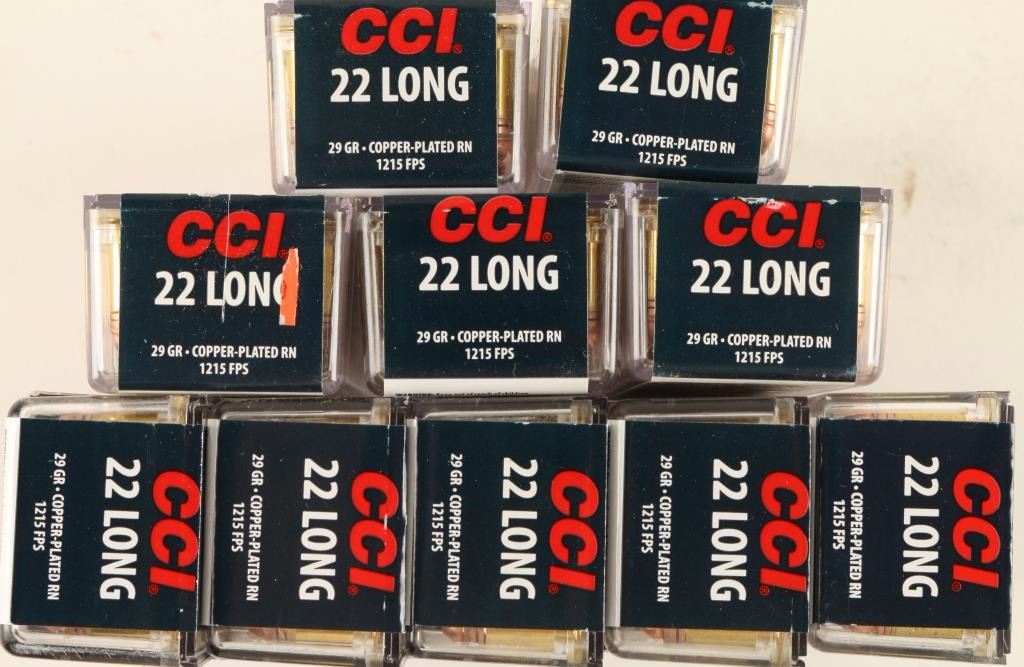 CCI®
22 LONG
29 GR • COPPER-PLATED RN
1215 FPS
CCI®
22 LONG
29 GR • COPPER-PLATED RN
1215 FPS
CCI®
22 LONG
29 GR • COPPER-PLATED RN
1215 FPS
CCI®
22 LONG
29 GR • COPPER-PLATED RN
1215 FPS
CCI®
22 LONG
29 GR • COPPER-PLATED RN
1215 FPS
CCI®
22 LONG
29 GR • COPPER-PLATED RN
1215 FPS
CCI®
22 LONG
29 GR • COPPER-PLATED RN
1215 FPS
CCI®
22 LONG
29 GR • COPPER-PLATED RN
1215 FPS
CCI®
22 LONG
29 GR • COPPER-PLATED RN
1215 FPS
CCI®
22 LONG
29 GR • COPPER-PLATED RN
1215 FPS